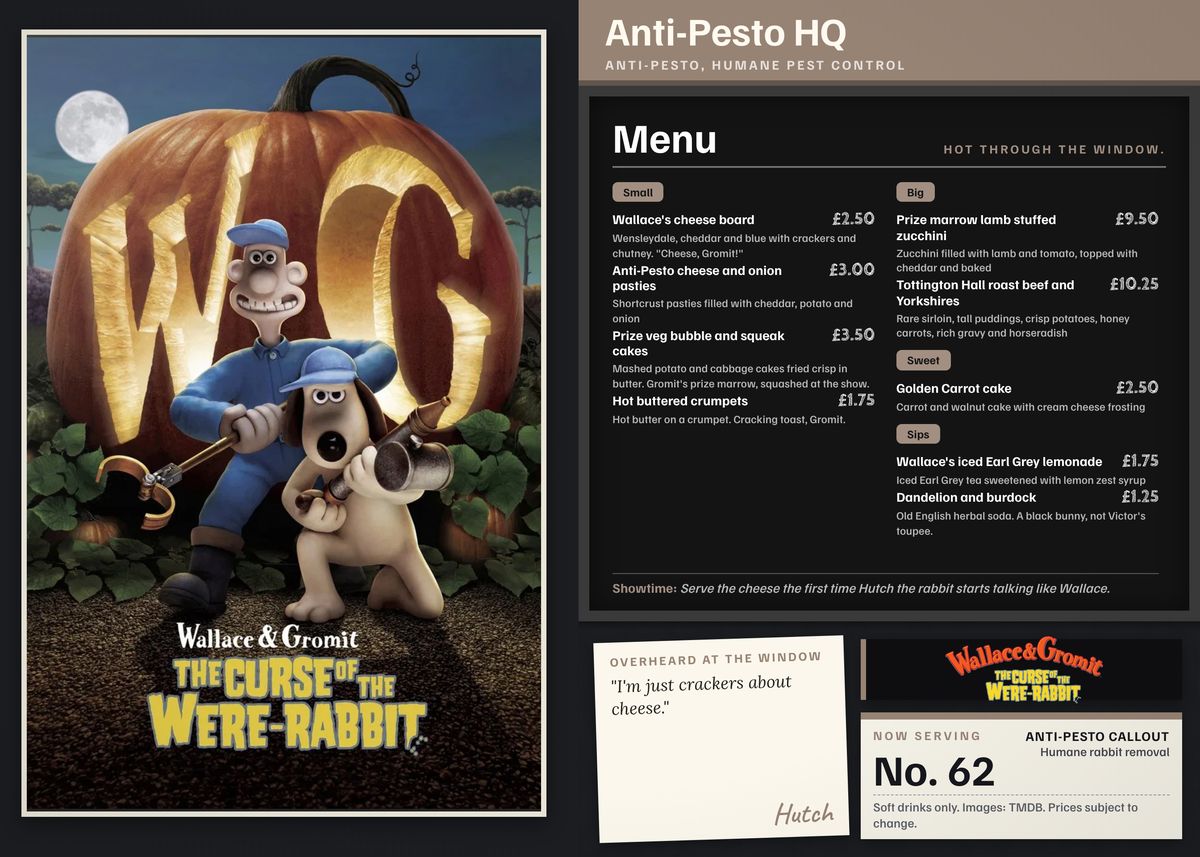 W G
Wallace & Gromit
THE CURSE OF THE
WERE-RABBIT
Anti-Pesto HQ
ANTI-PESTO, HUMANE PEST CONTROL
Menu
HOT THROUGH THE WINDOW.
Small
Wallace's cheese board £2.50
Wensleydale, cheddar and blue with crackers and
chutney. "Cheese, Gromit!"
Anti-Pesto cheese and onion £3.00
pasties
Shortcrust pasties filled with cheddar, potato and
onion
Prize veg bubble and squeak £3.50
cakes
Mashed potato and cabbage cakes fried crisp in
butter. Gromit's prize marrow, squashed at the show.
Hot buttered crumpets £1.75
Hot butter on a crumpet. Cracking toast, Gromit.
Big
Prize marrow lamb stuffed £9.50
zucchini
Zucchini filled with lamb and tomato, topped with
cheddar and baked
Tottington Hall roast beef and £10.25
Yorkshires
Rare sirloin, tall puddings, crisp potatoes, honey
carrots, rich gravy and horseradish
Sweet
Golden Carrot cake £2.50
Carrot and walnut cake with cream cheese frosting
Sips
Wallace's iced Earl Grey lemonade £1.75
Iced Earl Grey tea sweetened with lemon zest syrup
Dandelion and burdock £1.25
Old English herbal soda. A black bunny, not Victor's
toupee.
Showtime: Serve the cheese the first time Hutch the rabbit starts talking like Wallace.
OVERHEARD AT THE WINDOW
"I'm just crackers about
cheese."
Hutch
Wallace & Gromit
THE CURSE OF THE
WERE-RABBIT
NOW SERVING
No. 62
ANTI-PESTO CALLOUT
Humane rabbit removal
Soft drinks only. Images: TMDB. Prices subject to
change.